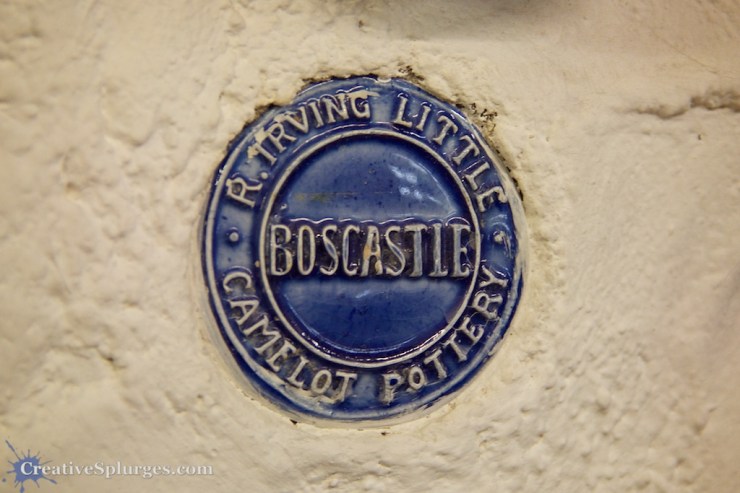 R. IRVING LITTLE
BOSCASTLE
CAMELOT POTTERY
CreativeSplurges.com